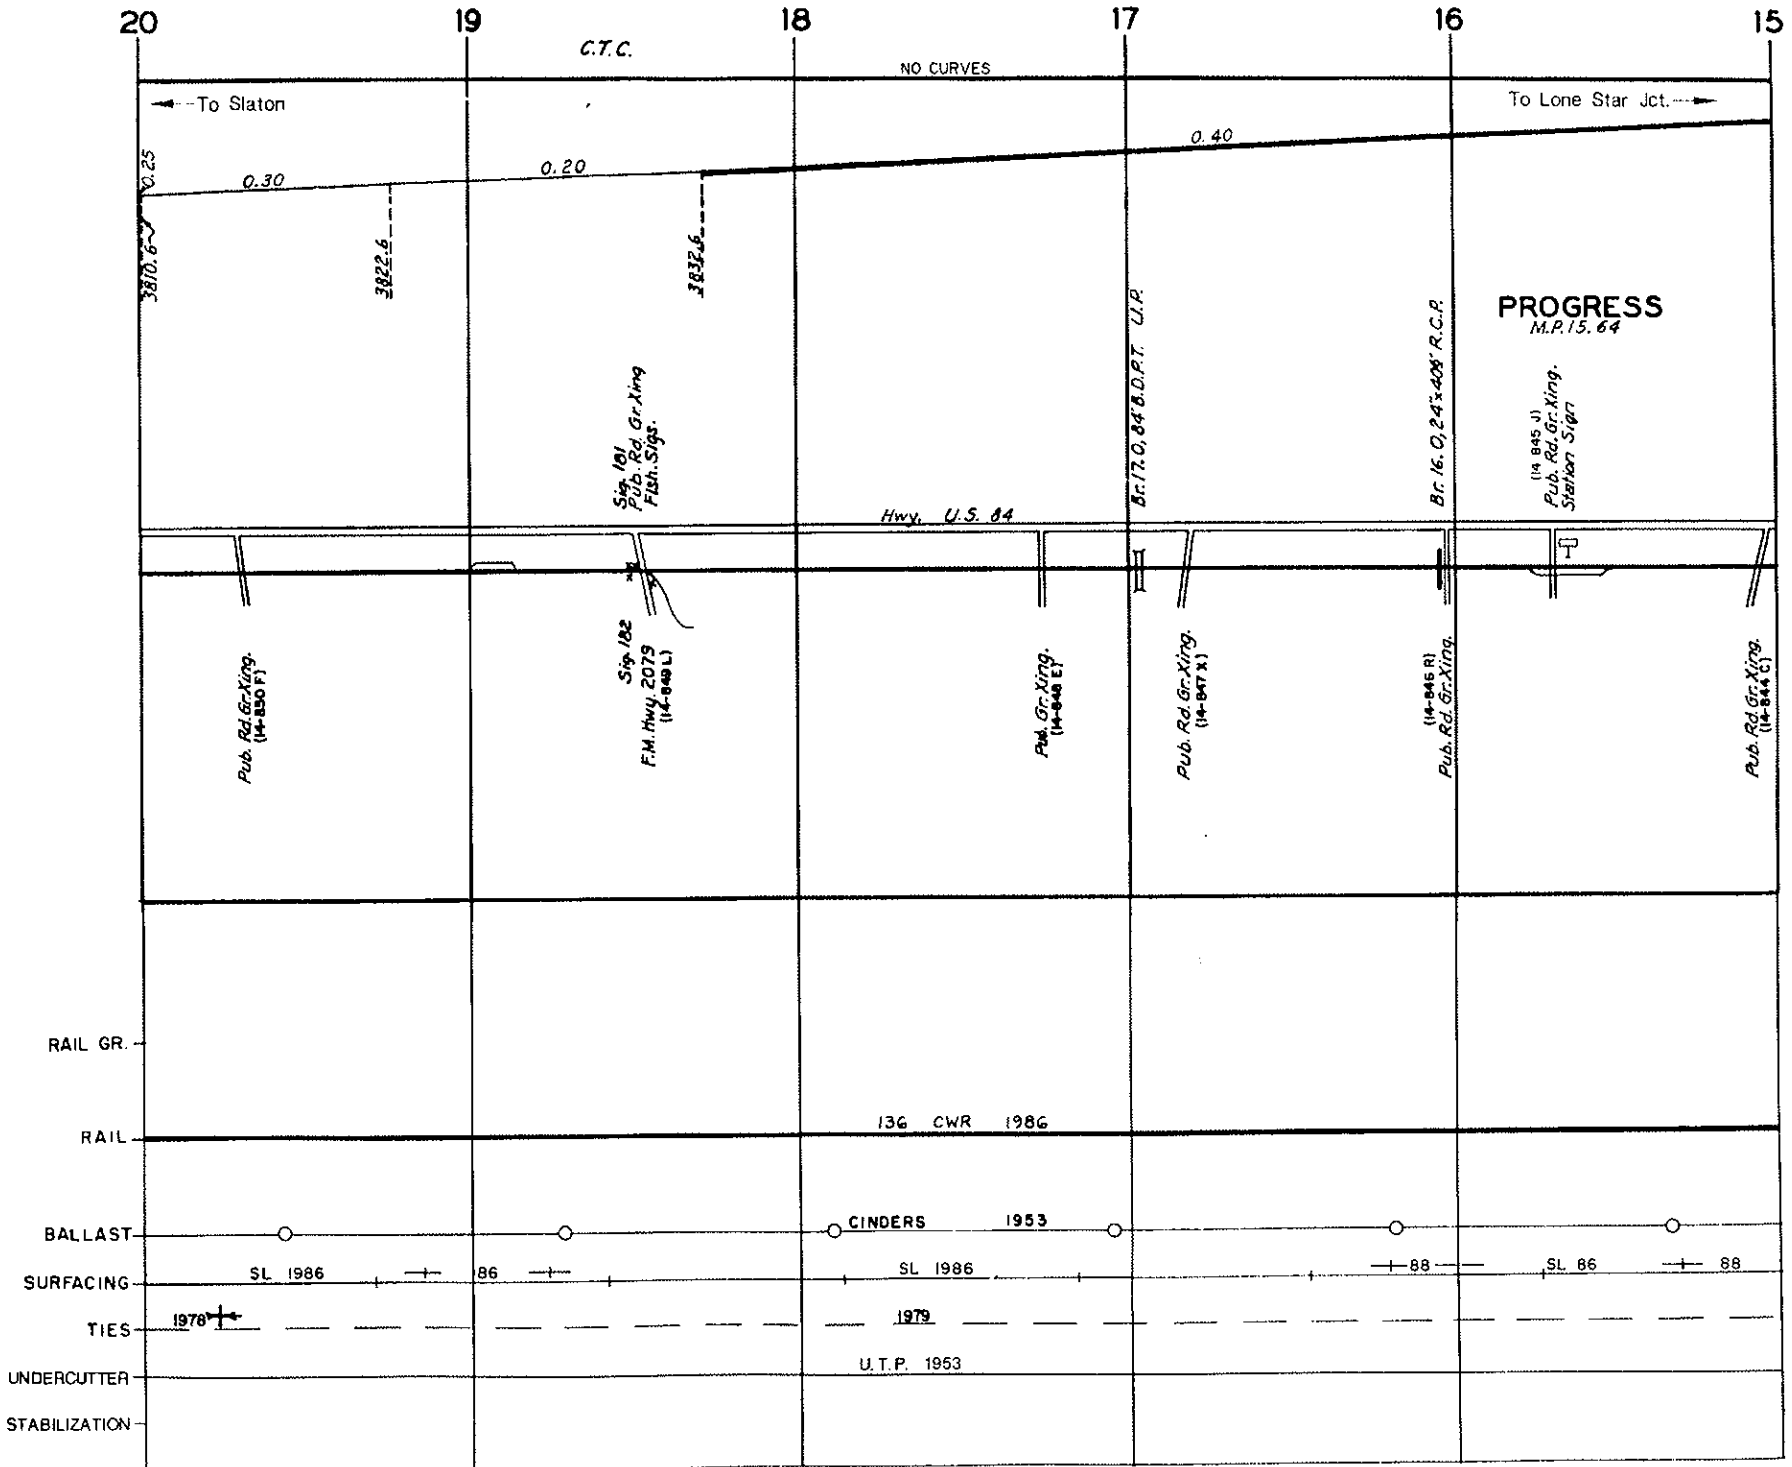 20 19 18 17 16 15
C.T.C.
NO CURVES
To Slaton
To Lone Star Jct.
0.25
0.30
0.20
0.40
3810.6
3822.6
3832.6
PROGRESS
M.P. 15.64
Sig. 181
Pub. Rd. Gr. Xing
Flsh. Sigs.
Br. 17.0, 84' B.D.P.T. U.P.
Br. 16.0, 24"x40' R.C.P.
(14 845 J)
Pub. Rd. Gr. Xing.
Station Sign
Hwy. U.S. 84
Pub. Rd. Gr. Xing.
(14-850 F)
Sig. 182
F.M. Hwy. 2079
(14-849 L)
Pub. Gr. Xing.
(14-848 E)
Pub. Rd. Gr. Xing.
(14-847 X)
(14-846 R)
Pub. Rd. Gr. Xing.
Pub. Rd. Gr. Xing.
(14-844 C)
RAIL GR.
RAIL
136 CWR 1986
BALLAST
CINDERS 1953
SURFACING
SL 1986 86 SL 1986 88 SL 86 88
TIES
1978 1979
UNDERCUTTER
U.T.P. 1953
STABILIZATION